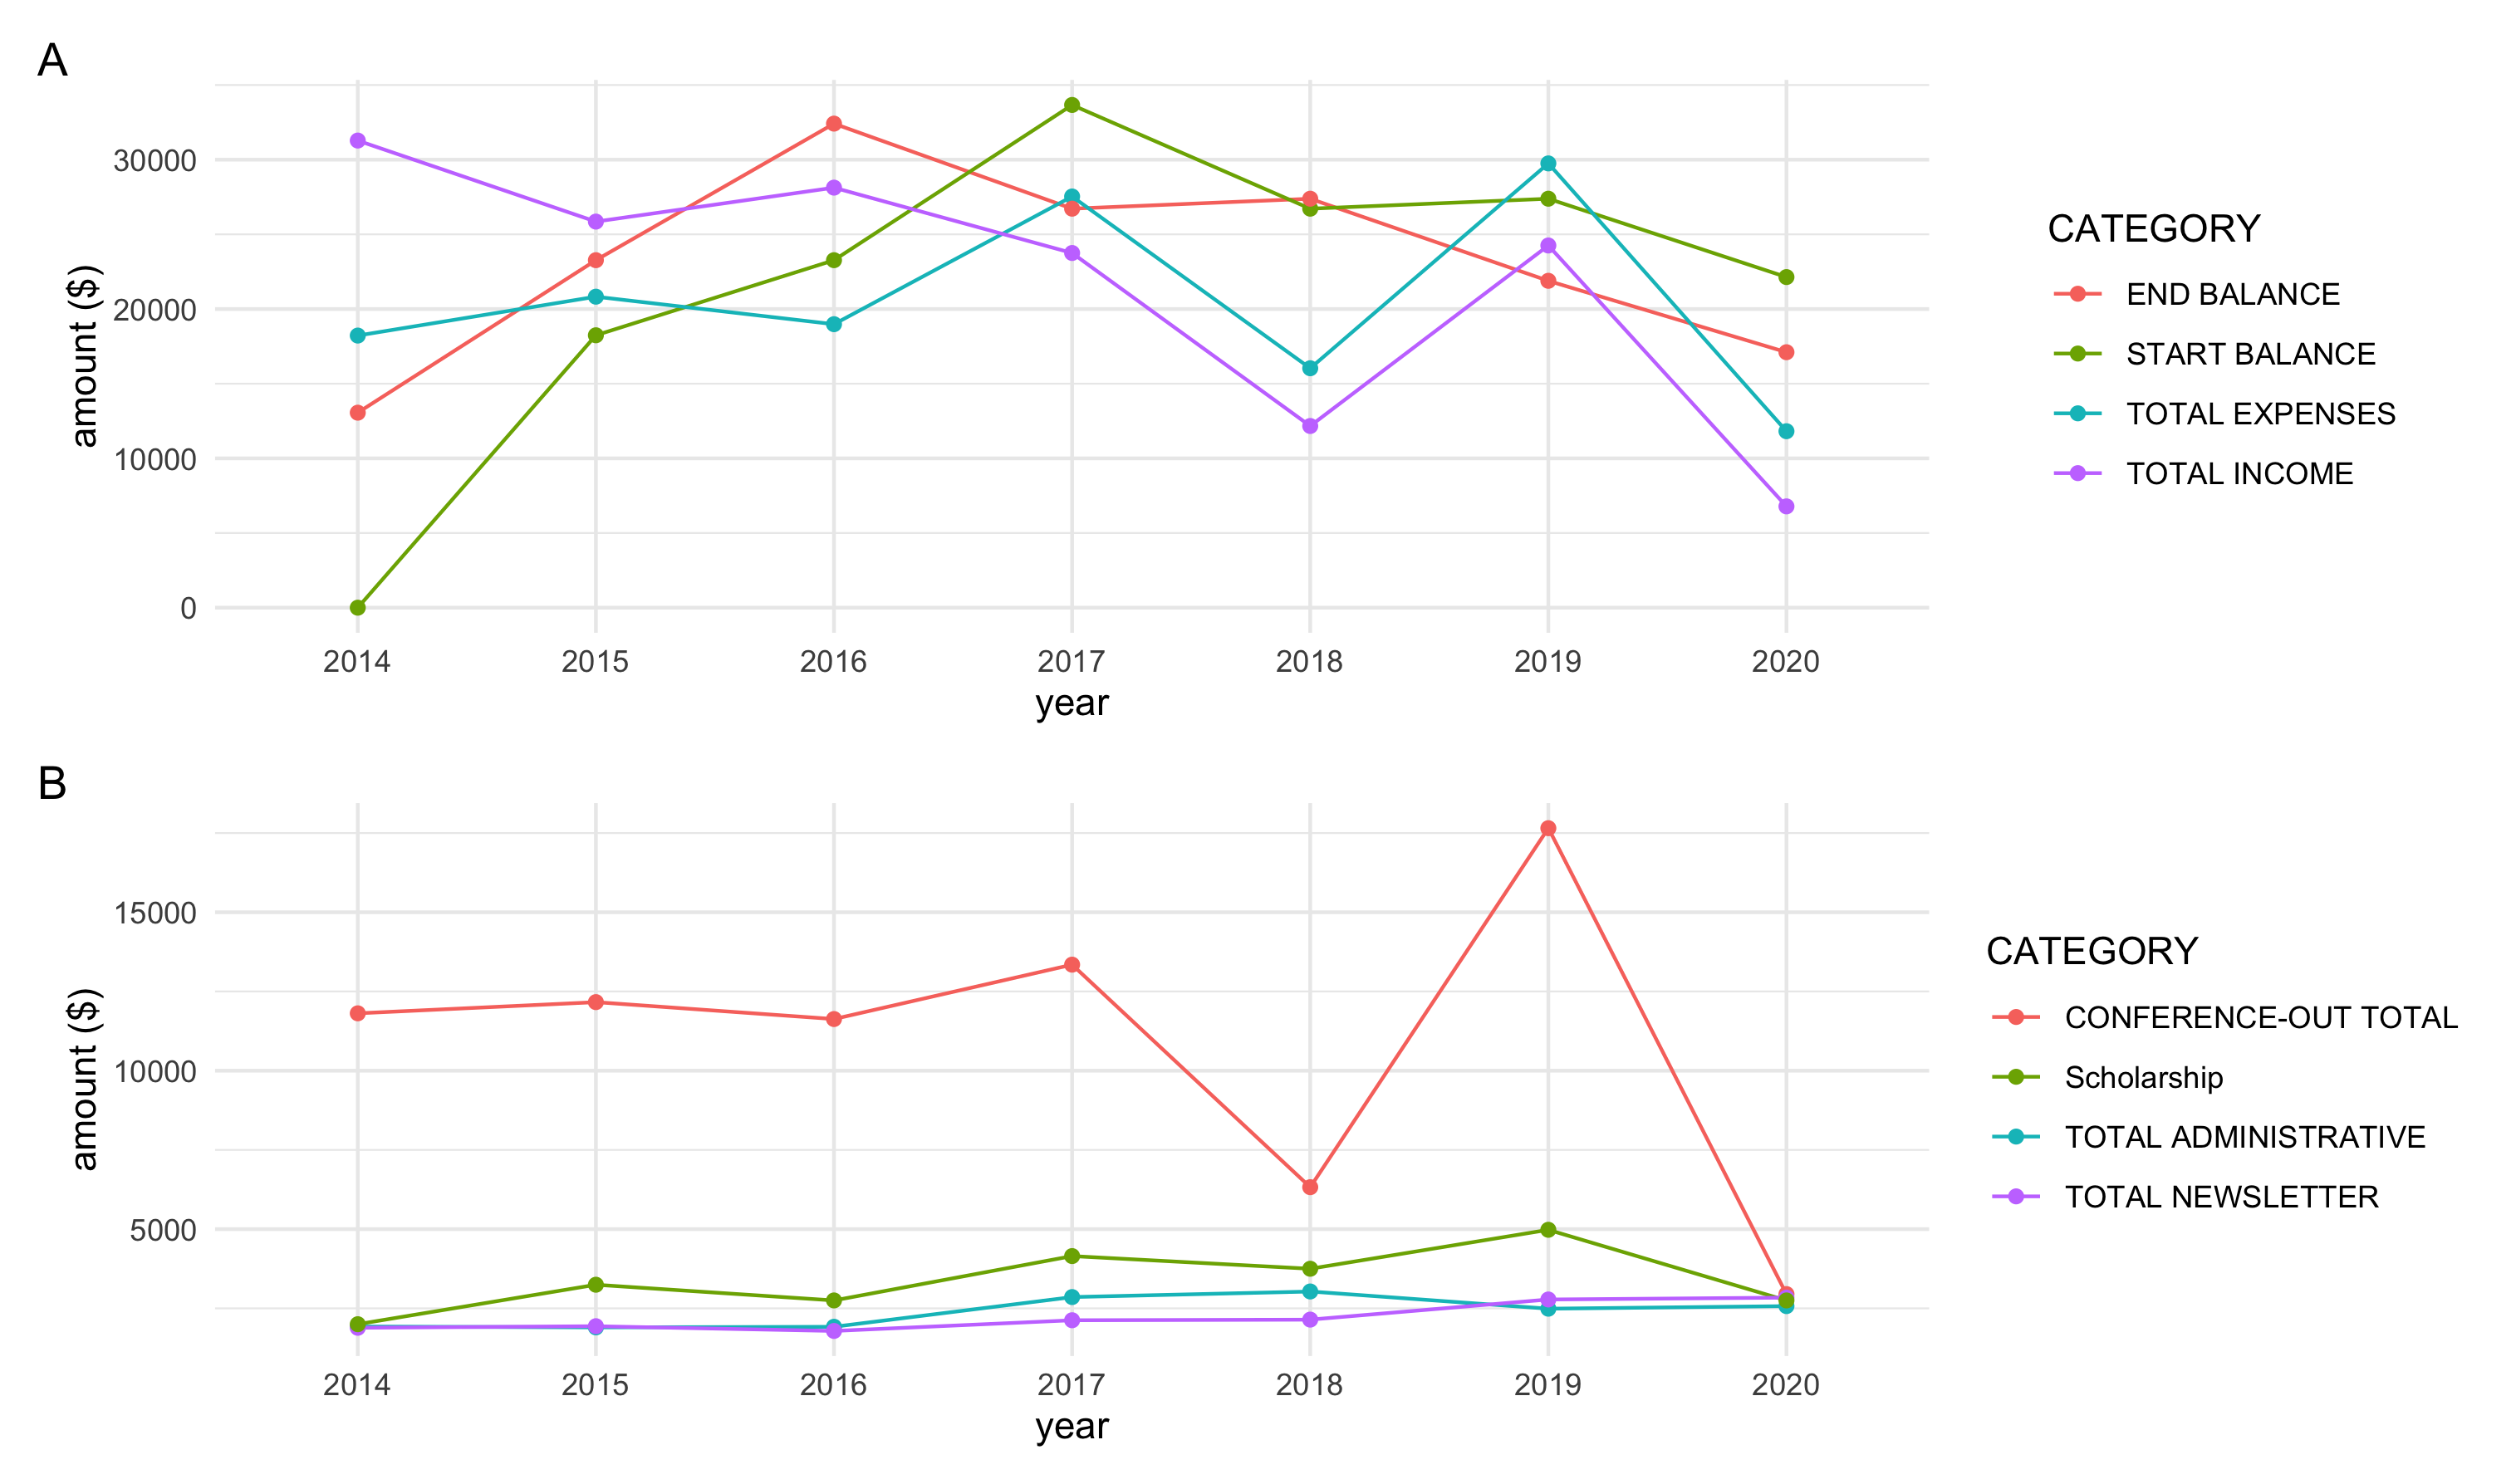 A
30000
20000
10000
0
amount ($)
2014 2015 2016 2017 2018 2019 2020
year
CATEGORY
END BALANCE
START BALANCE
TOTAL EXPENSES
TOTAL INCOME
B
15000
10000
5000
amount ($)
2014 2015 2016 2017 2018 2019 2020
year
CATEGORY
CONFERENCE-OUT TOTAL
Scholarship
TOTAL ADMINISTRATIVE
TOTAL NEWSLETTER